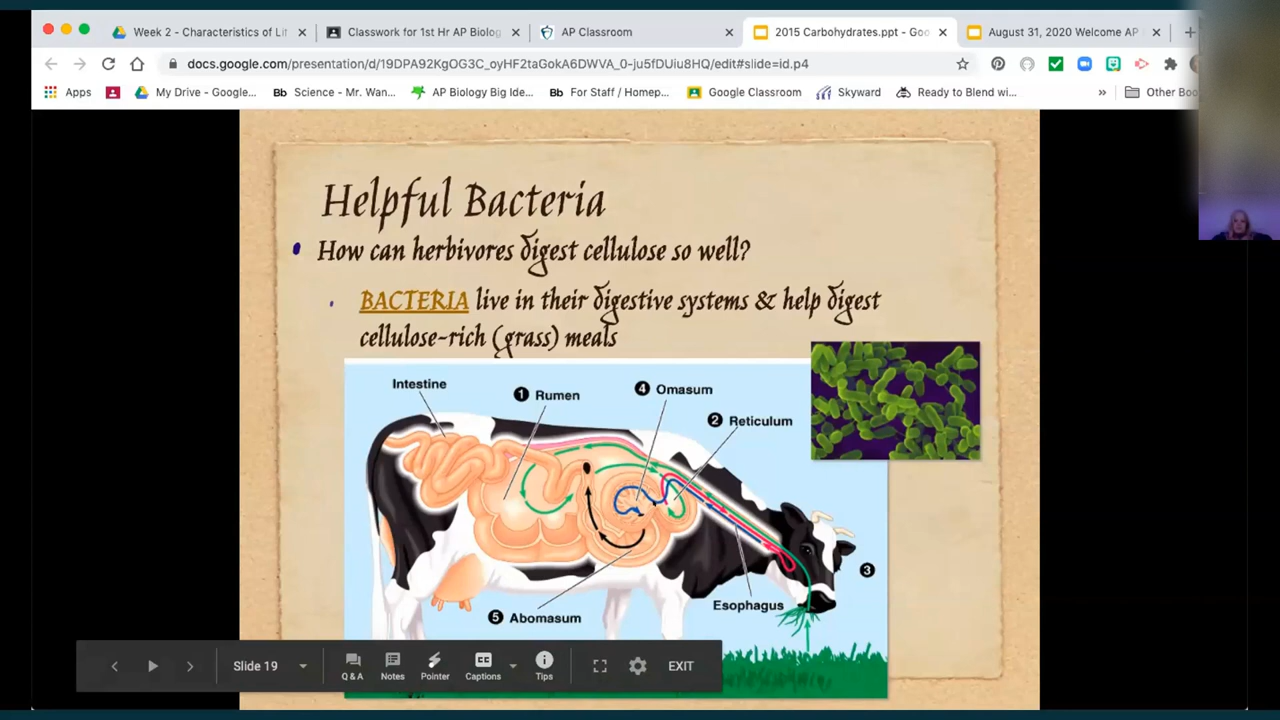 Week 2 - Characteristics of Li
Classwork for 1st Hr AP Biolog
AP Classroom
2015 Carbohydrates.ppt - Goo
August 31, 2020 Welcome AP
docs.google.com/presentation/d/19DPA92KgOG3C_oyHF2taGokA6DWVA_0-ju5fDUiu8HQ/edit#slide=id.p4
Apps
My Drive - Google...
Bb Science - Mr. Wan...
AP Biology Big Ide...
Bb For Staff / Homep...
Google Classroom
Skyward
Ready to Blend wi...
»
Other Boo
Helpful Bacteria
• How can herbivores digest cellulose so well?
• BACTERIA live in their digestive systems & help digest
cellulose-rich (grass) meals
Intestine
1 Rumen
4 Omasum
2 Reticulum
3
Esophagus
5 Abomasum
Slide 19
Q & A
Notes
Pointer
CC
Captions
Tips
EXIT